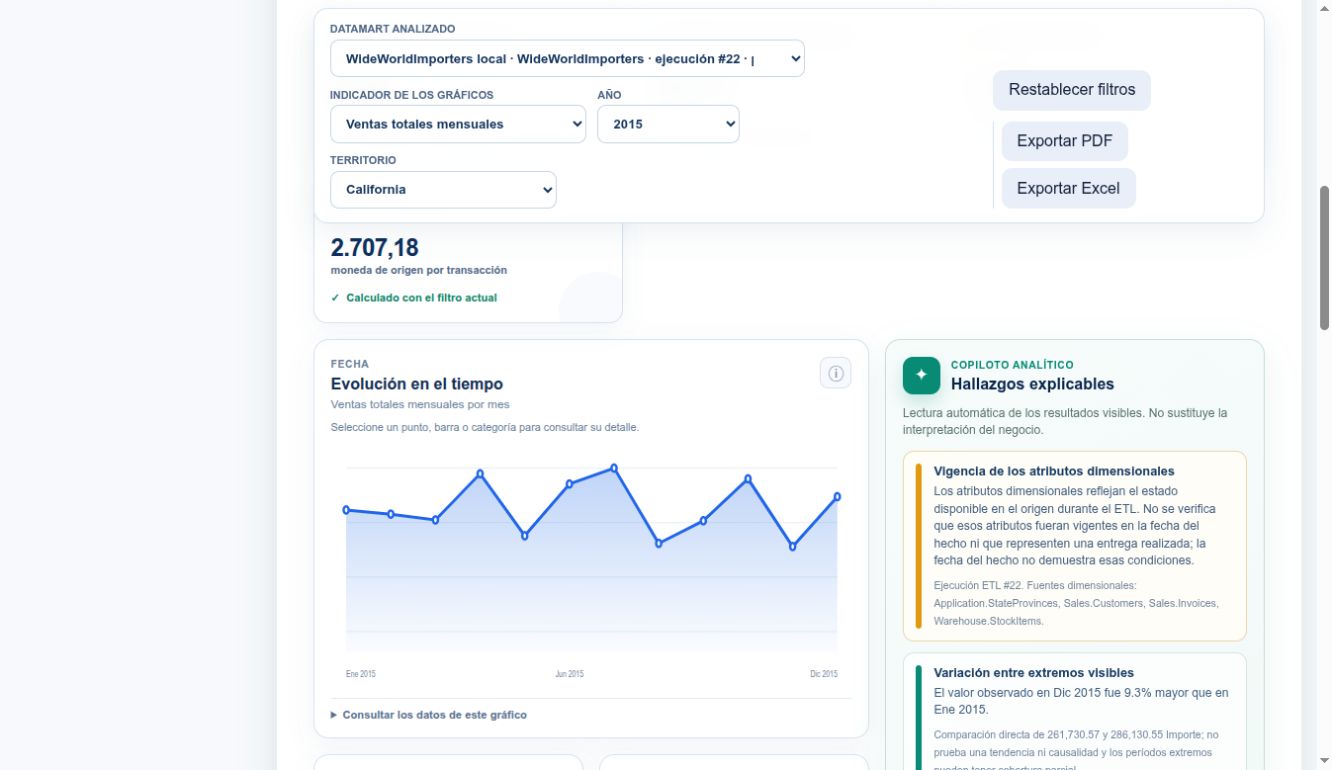 DATAMART ANALIZADO
WideWorldImporters local · WideWorldImporters · ejecución #22 ·
INDICADOR DE LOS GRÁFICOS
AÑO
Ventas totales mensuales
2015
TERRITORIO
California
Restablecer filtros
Exportar PDF
Exportar Excel
2.707,18
moneda de origen por transacción
✓ Calculado con el filtro actual
FECHA
Evolución en el tiempo
Ventas totales mensuales por mes
Seleccione un punto, barra o categoría para consultar su detalle.
Ene 2015
Jun 2015
Dic 2015
▶ Consultar los datos de este gráfico
COPILOTO ANALÍTICO
Hallazgos explicables
Lectura automática de los resultados visibles. No sustituye la
interpretación del negocio.
Vigencia de los atributos dimensionales
Los atributos dimensionales reflejan el estado
disponible en el origen durante el ETL. No se verifica
que esos atributos fueran vigentes en la fecha del
hecho ni que representen una entrega realizada; la
fecha del hecho no demuestra esas condiciones.
Ejecución ETL #22. Fuentes dimensionales:
Application.StateProvinces, Sales.Customers, Sales.Invoices,
Warehouse.StockItems.
Variación entre extremos visibles
El valor observado en Dic 2015 fue 9.3% mayor que en
Ene 2015.
Comparación directa de 261,730.57 y 286,130.55 Importe; no
prueba una tendencia ni causalidad y los períodos extremos